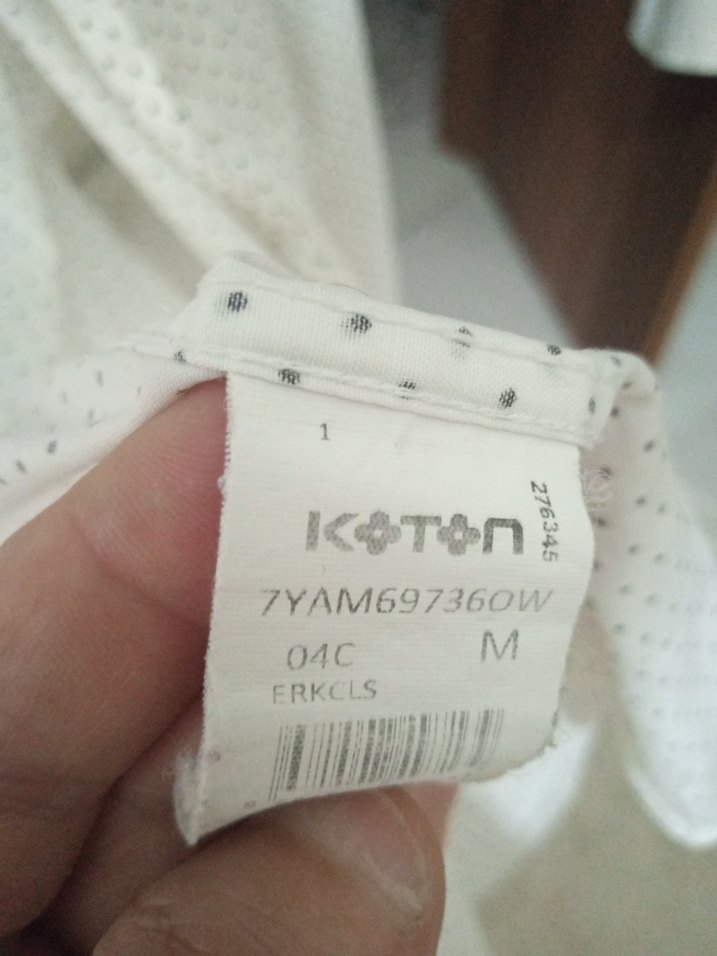 1
KOTON
276345
7YAM69736OW
04C M
ERKCLS